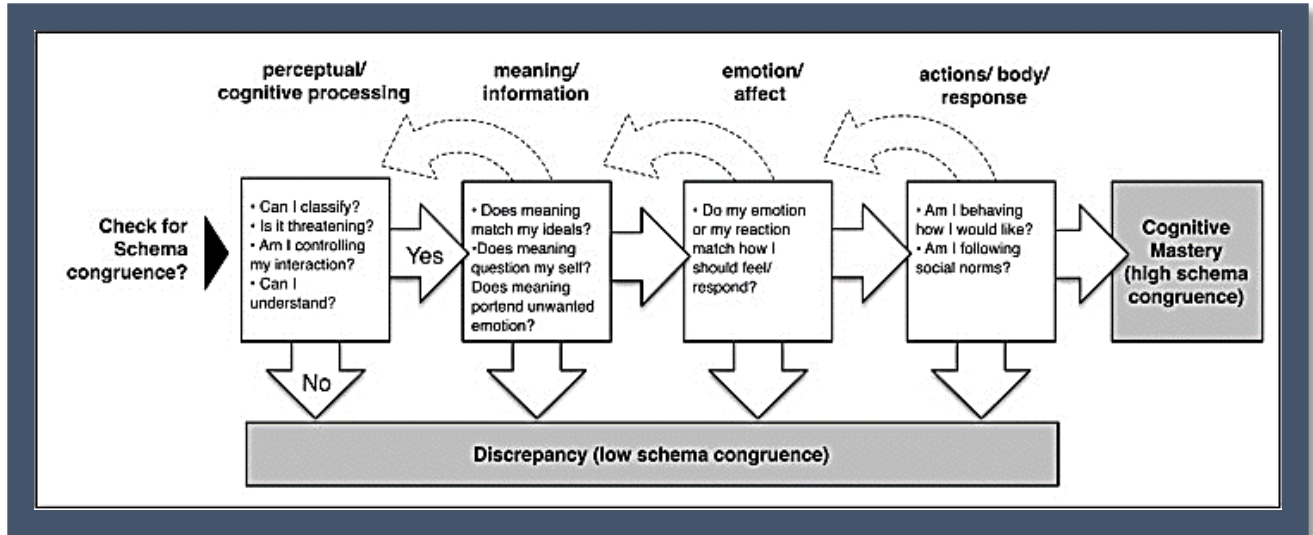 perceptual/
cognitive processing
meaning/
information
emotion/
affect
actions/ body/
response
Check for
Schema
congruence?
• Can I classify?
• Is it threatening?
• Am I controlling
my interaction?
• Can I
understand?
Yes
• Does meaning
match my ideals?
•Does meaning
question my self?
Does meaning
portend unwanted
emotion?
• Do my emotion
or my reaction
match how I
should feel/
respond?
• Am I behaving
how I would like?
• Am I following
social norms?
Cognitive
Mastery
(high schema
congruence)
No
Discrepancy (low schema congruence)